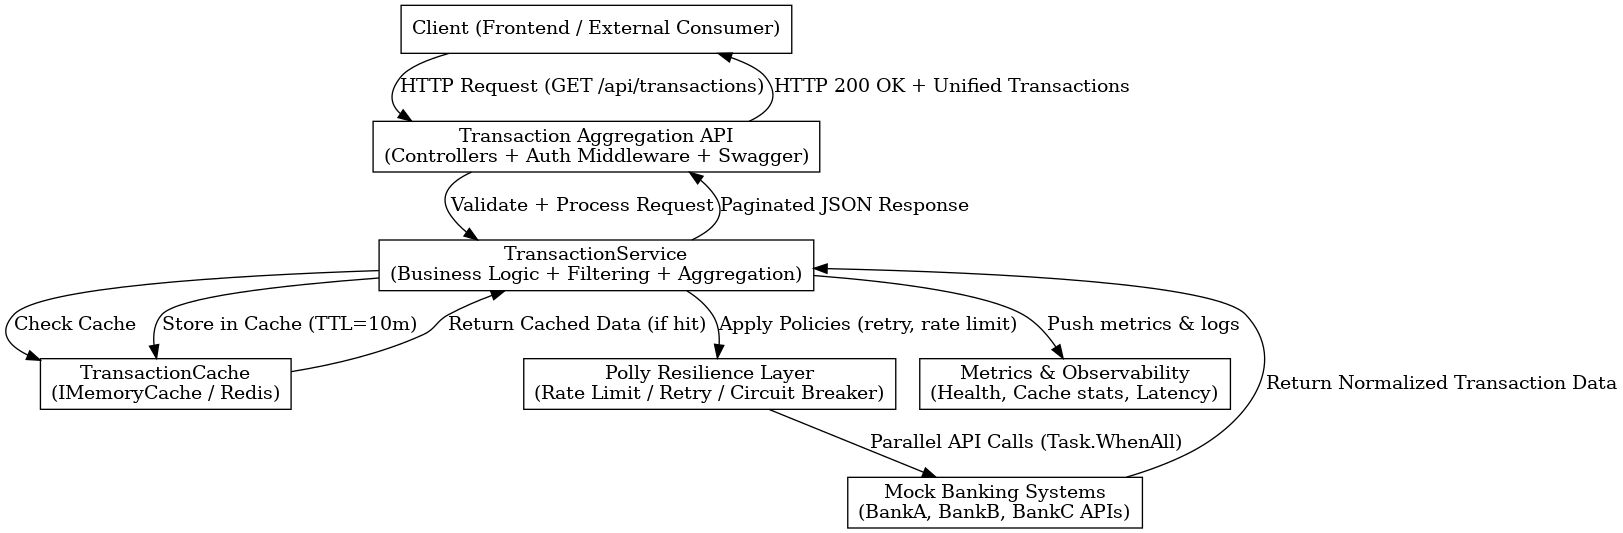 Client (Frontend / External Consumer)
HTTP Request (GET /api/transactions)
HTTP 200 OK + Unified Transactions
Transaction Aggregation API
(Controllers + Auth Middleware + Swagger)
Validate + Process Request
Paginated JSON Response
TransactionService
(Business Logic + Filtering + Aggregation)
Check Cache
Store in Cache (TTL=10m)
Return Cached Data (if hit)
Apply Policies (retry, rate limit)
Push metrics & logs
TransactionCache
(IMemoryCache / Redis)
Polly Resilience Layer
(Rate Limit / Retry / Circuit Breaker)
Metrics & Observability
(Health, Cache stats, Latency)
Return Normalized Transaction Data
Parallel API Calls (Task.WhenAll)
Mock Banking Systems
(BankA, BankB, BankC APIs)